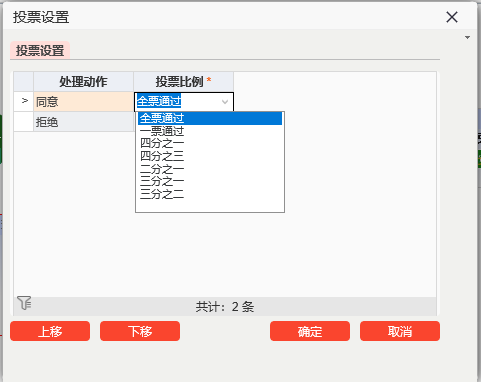 投票设置
投票设置
处理动作 投票比例 *
> 同意 全票通过
拒绝
全票通过
一票通过
四分之一
四分之三
二分之一
三分之一
三分之二
共计：2 条
上移 下移 确定 取消